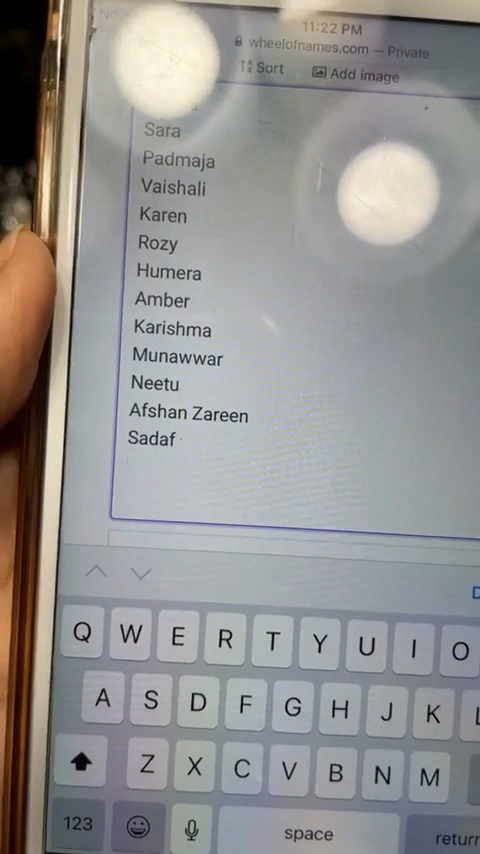 11:22 PM
wheelofnames.com — Private
Sort Add image
Sara
Padmaja
Vaishali
Karen
Rozy
Humera
Amber
Karishma
Munawwar
Neetu
Afshan Zareen
Sadaf
Q W E R T Y U I O
A S D F G H J K
Z X C V B N M
123 space return